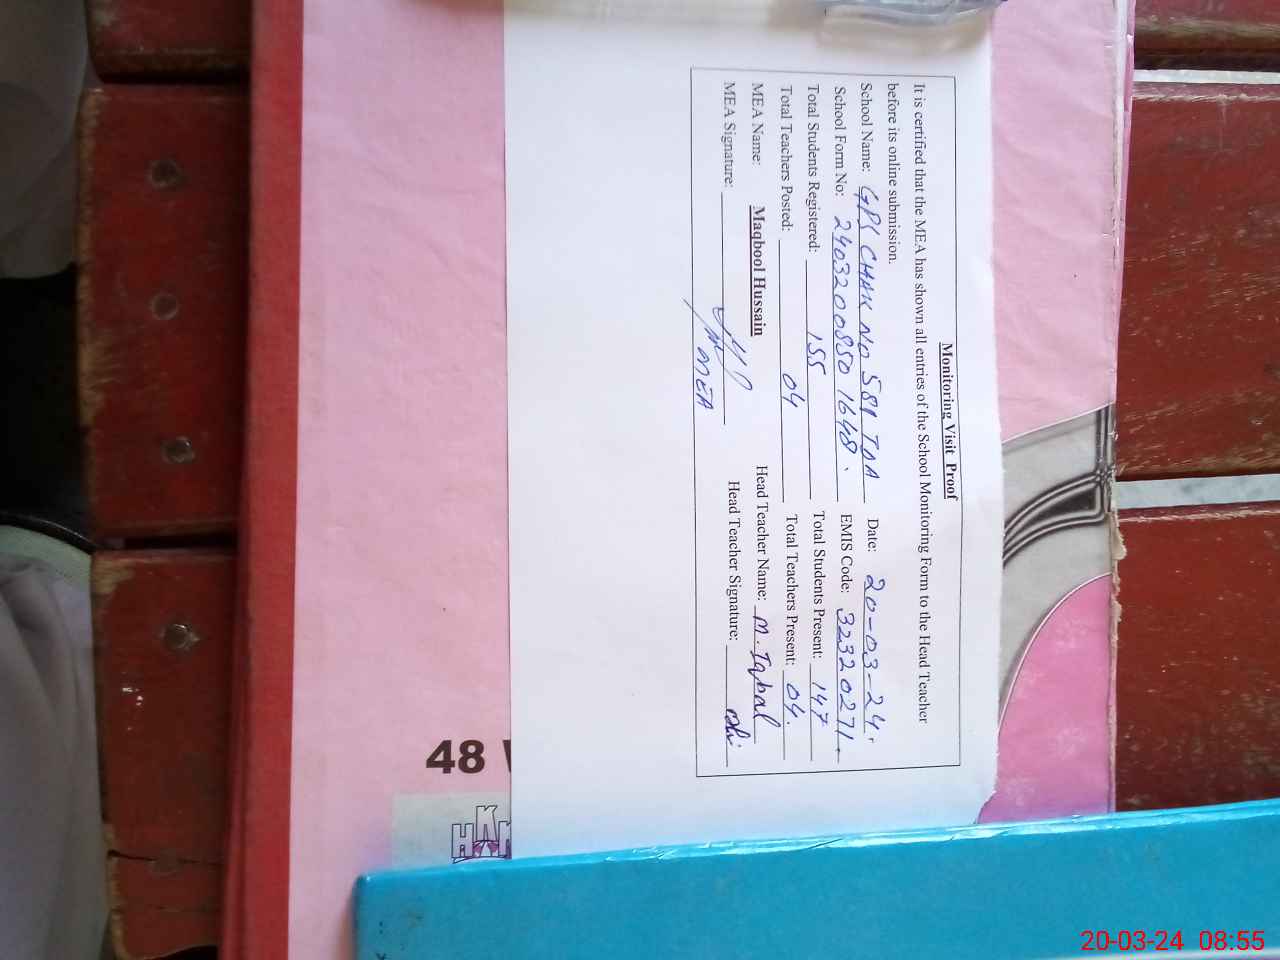 Monitoring Visit Proof
It is certified that the MEA has shown all entries of the School Monitoring Form to the Head Teacher
before its online submission.
School Name: GPS CHAK NO 581 TDA Date: 20-03-24.
School Form No: 2403200850 1648. EMIS Code: 32320271.
Total Students Registered: 155 Total Students Present: 147
Total Teachers Posted: 04 Total Teachers Present: 04.
MEA Name: Maqbool Hussain Head Teacher Name: M. Iqbal
MEA Signature: Head Teacher Signature:
MEA
48
20-03-24 08:55